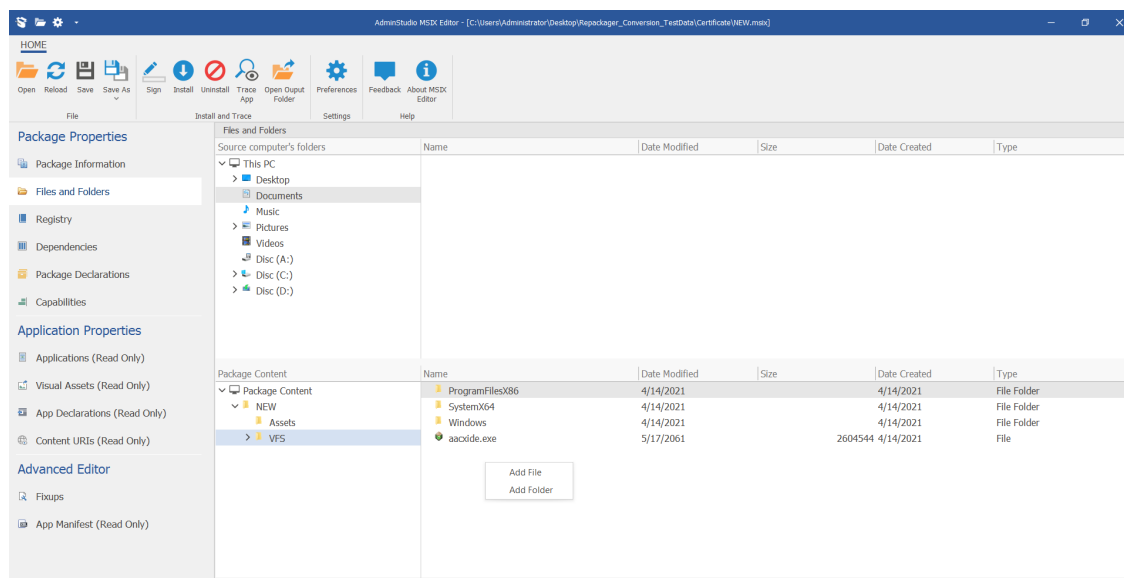 AdminStudio MSIX Editor - [C:\Users\Administrator\Desktop\Repackager_Conversion_TestData\Certificate\NEW.msix]
HOME
Open Reload Save Save As Sign Install Uninstall Trace App Open Ouput Folder Preferences Feedback About MSIX Editor
File Install and Trace Settings Help
Package Properties
Package Information
Files and Folders
Registry
Dependencies
Package Declarations
Capabilities
Application Properties
Applications (Read Only)
Visual Assets (Read Only)
App Declarations (Read Only)
Content URIs (Read Only)
Advanced Editor
Fixups
App Manifest (Read Only)
Files and Folders
Source computer's folders Name Date Modified Size Date Created Type
This PC
Desktop
Documents
Music
Pictures
Videos
Disc (A:)
Disc (C:)
Disc (D:)
Package Content Name Date Modified Size Date Created Type
Package Content
NEW
Assets
VFS
ProgramFilesX86 4/14/2021 4/14/2021 File Folder
SystemX64 4/14/2021 4/14/2021 File Folder
Windows 4/14/2021 4/14/2021 File Folder
aacxide.exe 5/17/2061 2604544 4/14/2021 File
Add File
Add Folder